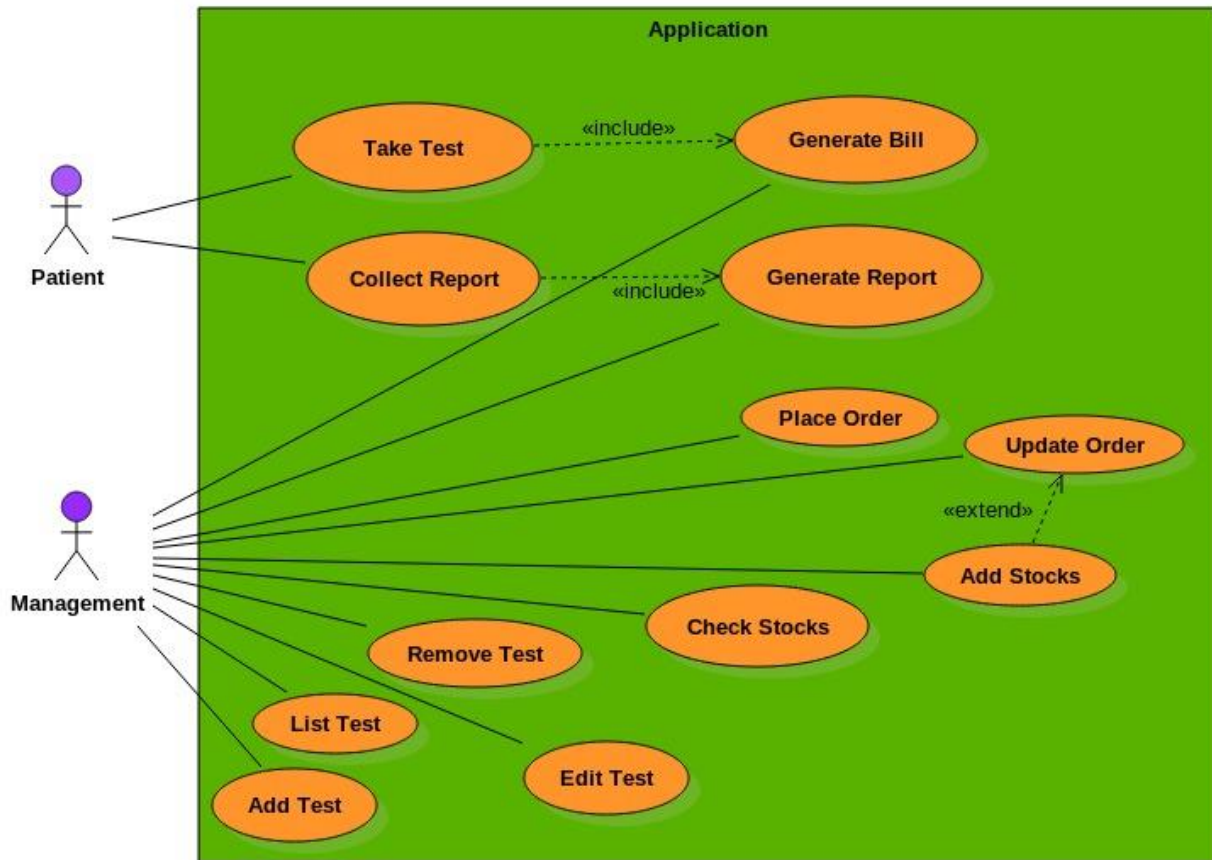 Application
Take Test
«include»
Generate Bill
Patient
Collect Report
«include»
Generate Report
Place Order
Update Order
«extend»
Management
Add Stocks
Check Stocks
Remove Test
List Test
Edit Test
Add Test